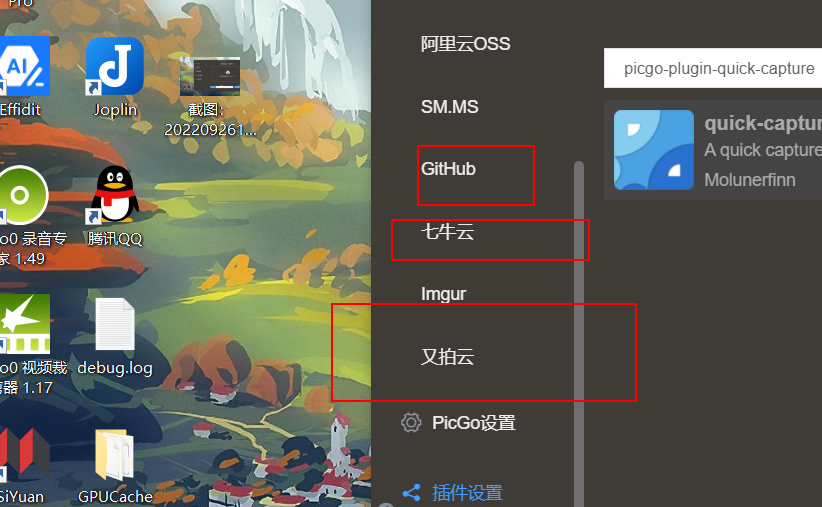 Pro
Effidit
Joplin
截图:
202209261...
o0 录音专
家 1.49
腾讯QQ
o0 视频裁
剪器 1.17
debug.log
SiYuan
GPUCache
阿里云OSS
SM.MS
GitHub
七牛云
Imgur
又拍云
PicGo设置
插件设置
picgo-plugin-quick-capture
quick-captur
A quick capture
Molunerfinn